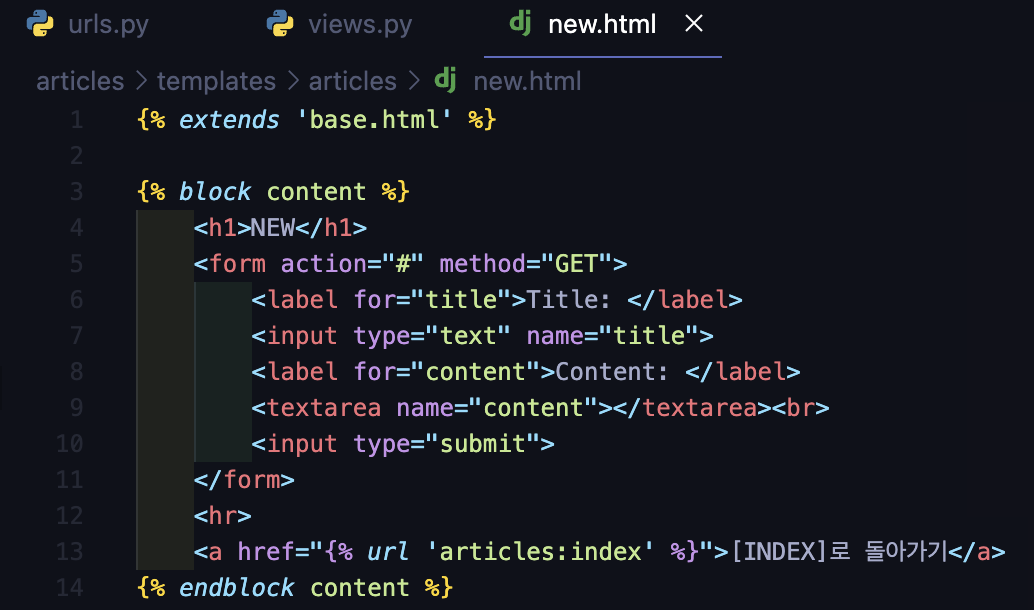 urls.py views.py dj new.html ×
articles > templates > articles > dj new.html
1 {% extends 'base.html' %}
2
3 {% block content %}
4 <h1>NEW</h1>
5 <form action="#" method="GET">
6 <label for="title">Title: </label>
7 <input type="text" name="title">
8 <label for="content">Content: </label>
9 <textarea name="content"></textarea><br>
10 <input type="submit">
11 </form>
12 <hr>
13 <a href="{% url 'articles:index' %}">[INDEX]로 돌아가기</a>
14 {% endblock content %}